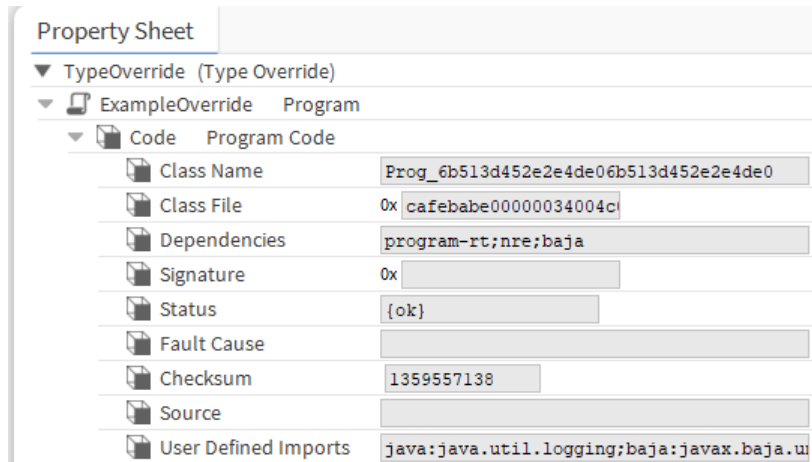 Property Sheet
TypeOverride (Type Override)
ExampleOverride Program
Code Program Code
Class Name Prog_6b513d452e2e4de06b513d452e2e4de0
Class File 0x cafebabe00000034004c
Dependencies program-rt;nre;baja
Signature 0x
Status {ok}
Fault Cause
Checksum 1359557138
Source
User Defined Imports java:java.util.logging;baja:javax.baja.u